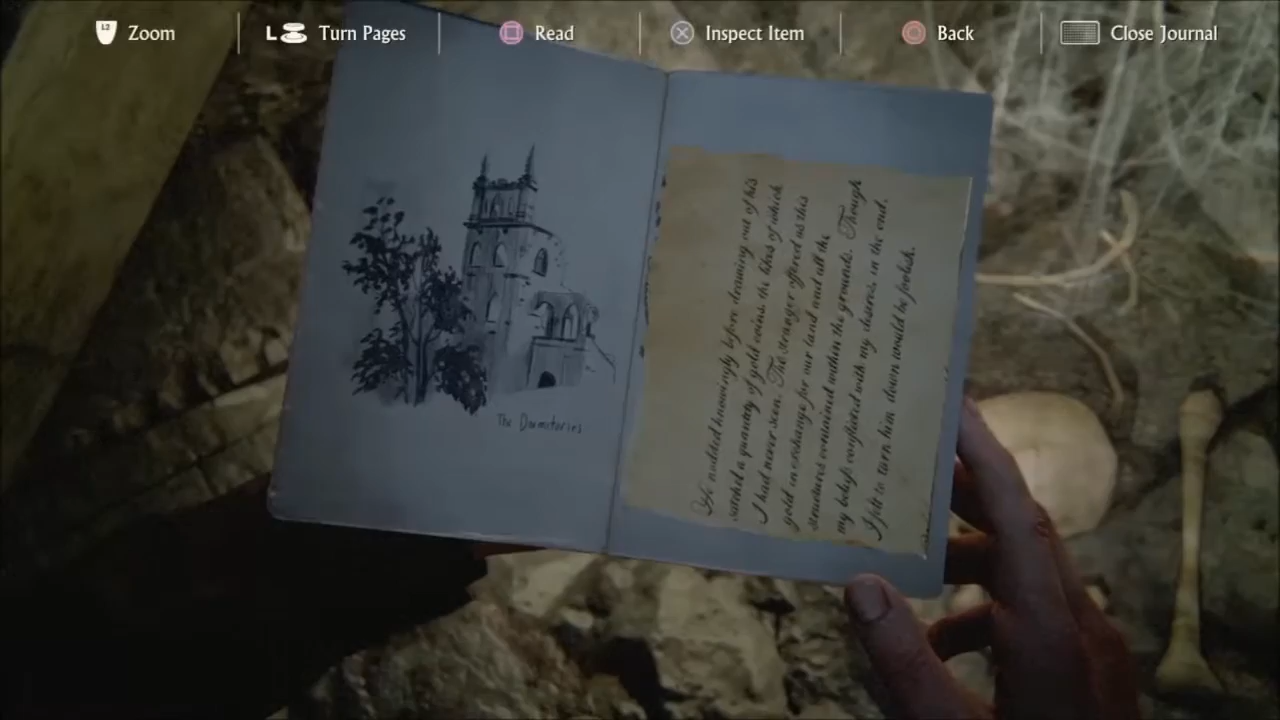 L2 Zoom
L Turn Pages
Read
Inspect Item
Back
Close Journal
The Dormitories
He nodded knowingly before drawing out of his
satchel a quantity of gold coins, the likes of which
I had never seen. The stranger offered us this
gold in exchange for our land and all the
structures contained within the grounds. Though
my beliefs conflicted with my desires, in the end,
I felt to turn him down would be foolish.